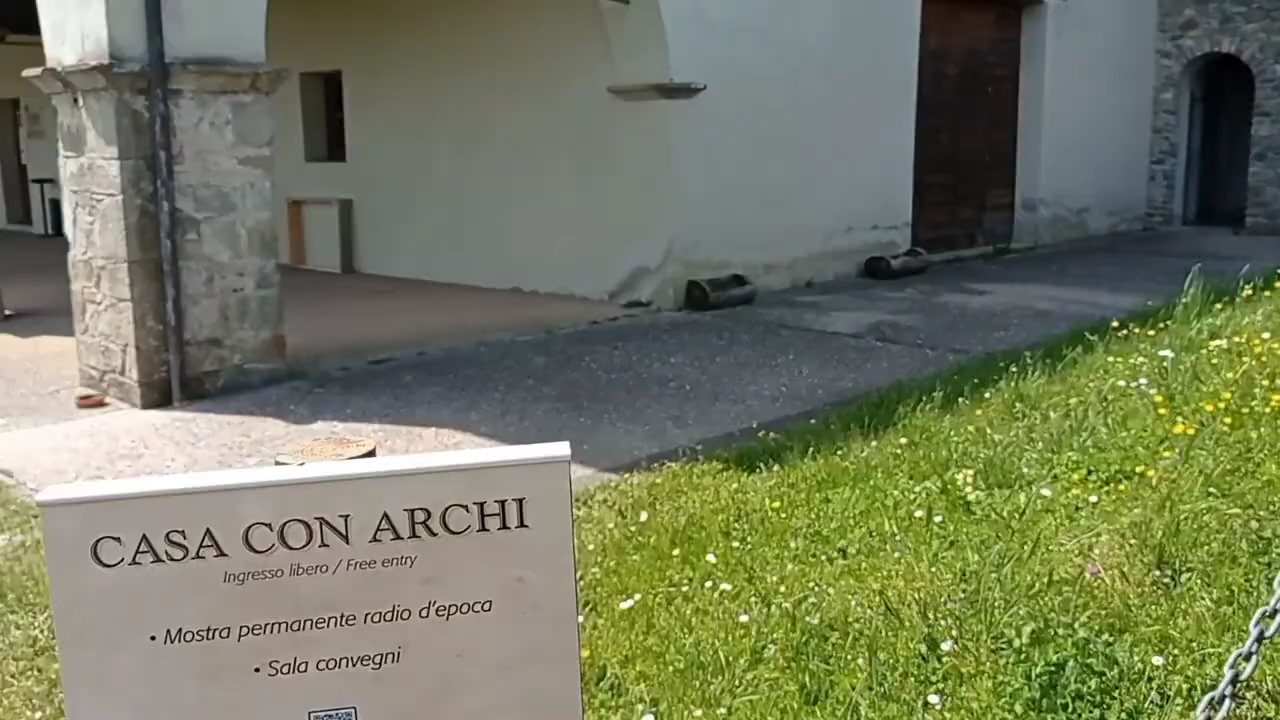 CASA CON ARCHI
Ingresso libero / Free entry
• Mostra permanente radio d'epoca
• Sala convegni